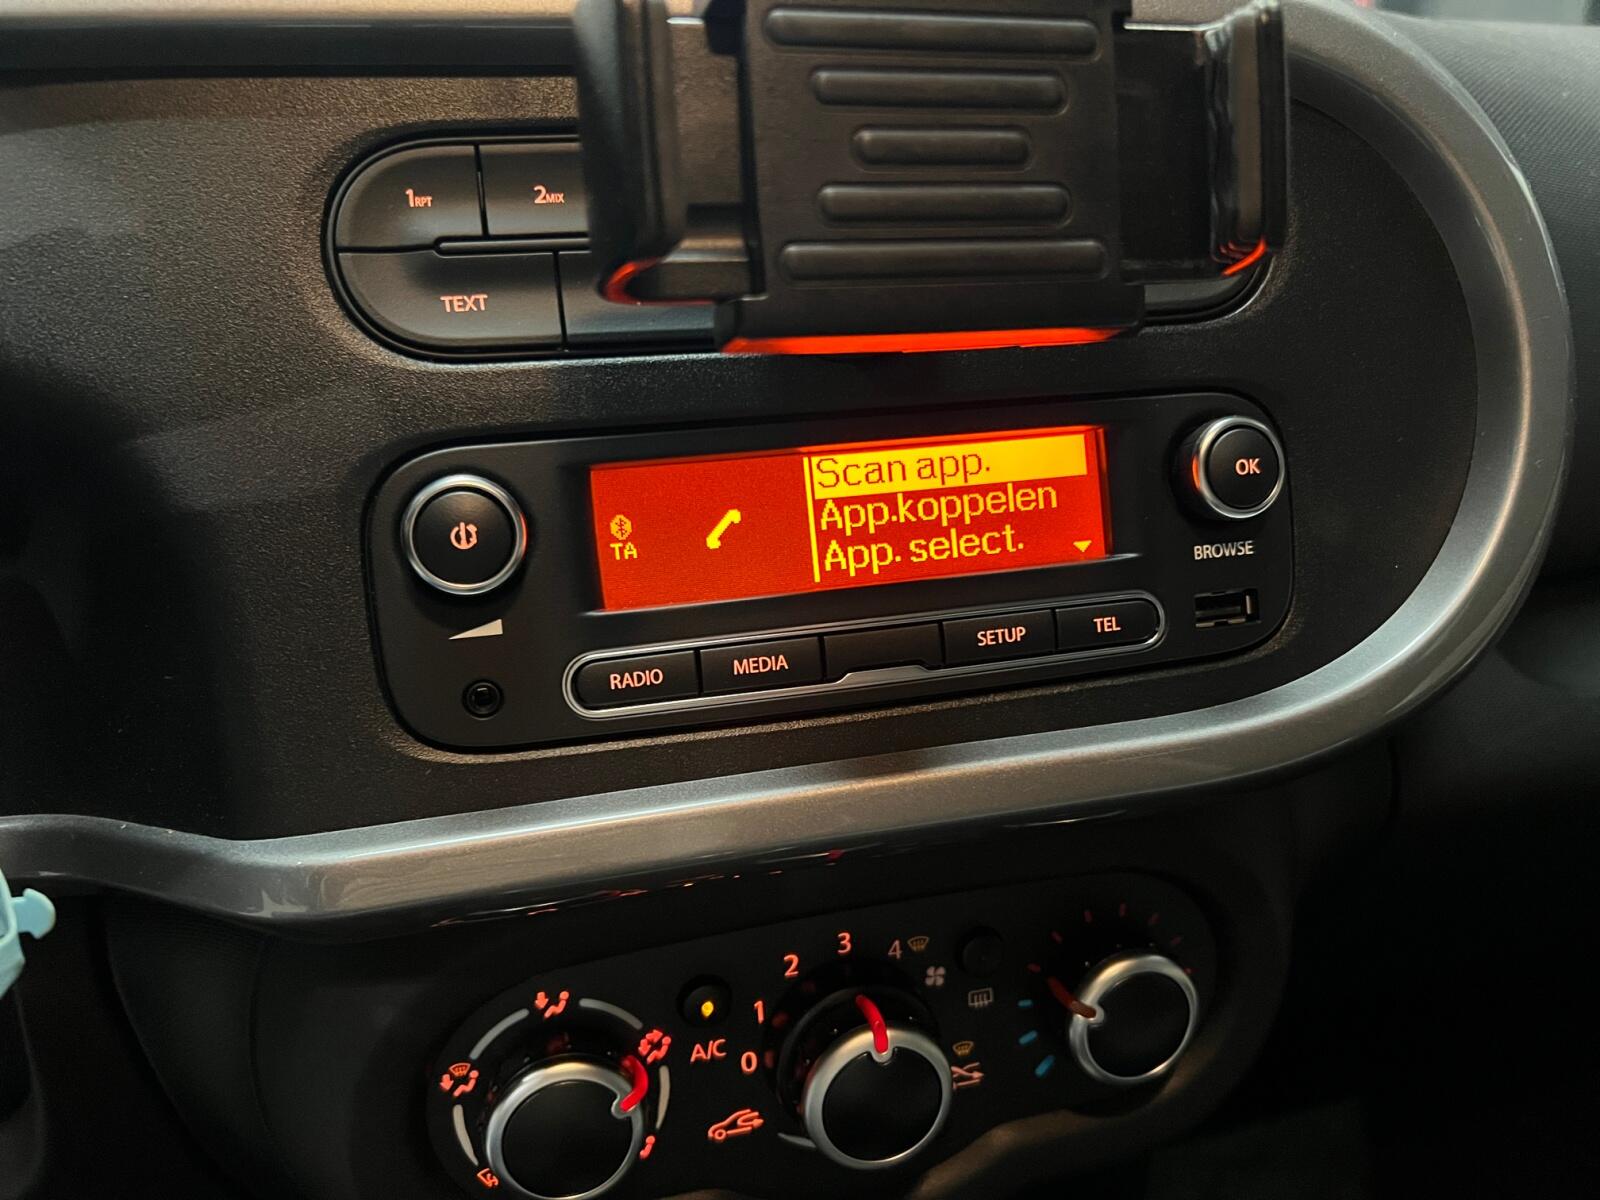 1RPT
2MIX
TEXT
Scan app.
App.koppelen
App. select.
TA
OK
BROWSE
RADIO
MEDIA
SETUP
TEL
A/C
0
1
2
3
4